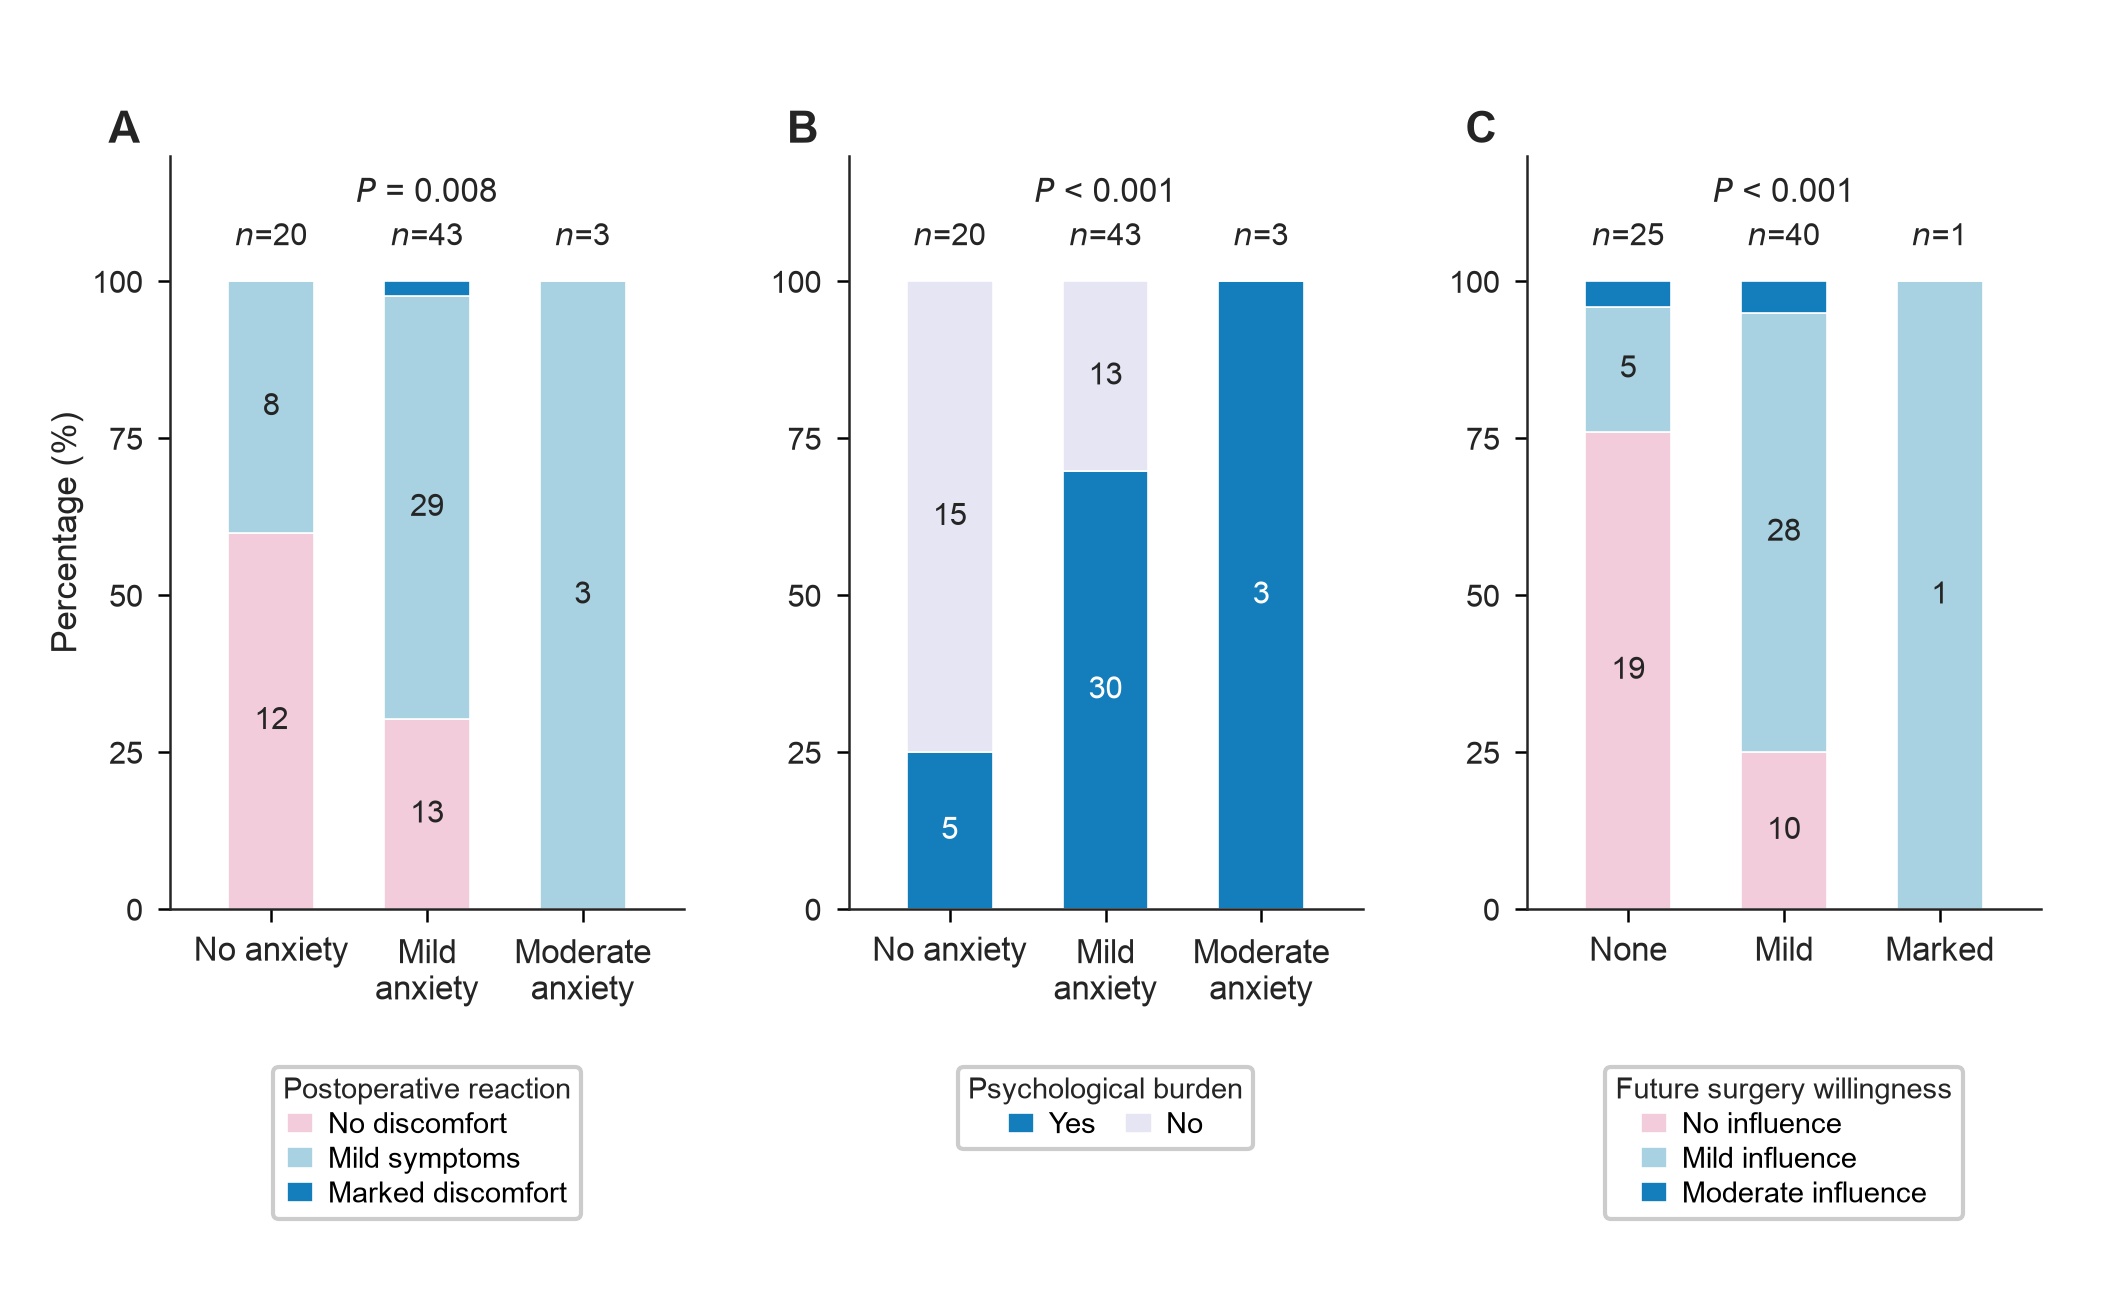 A
P = 0.008
n=20 n=43 n=3
100
75
50
25
0
Percentage (%)
8
12
29
13
3
No anxiety
Mild
anxiety
Moderate
anxiety
Postoperative reaction
No discomfort
Mild symptoms
Marked discomfort
B
P < 0.001
n=20 n=43 n=3
100
75
50
25
0
15
5
13
30
3
No anxiety
Mild
anxiety
Moderate
anxiety
Psychological burden
Yes No
C
P < 0.001
n=25 n=40 n=1
100
75
50
25
0
5
19
28
10
1
None Mild Marked
Future surgery willingness
No influence
Mild influence
Moderate influence